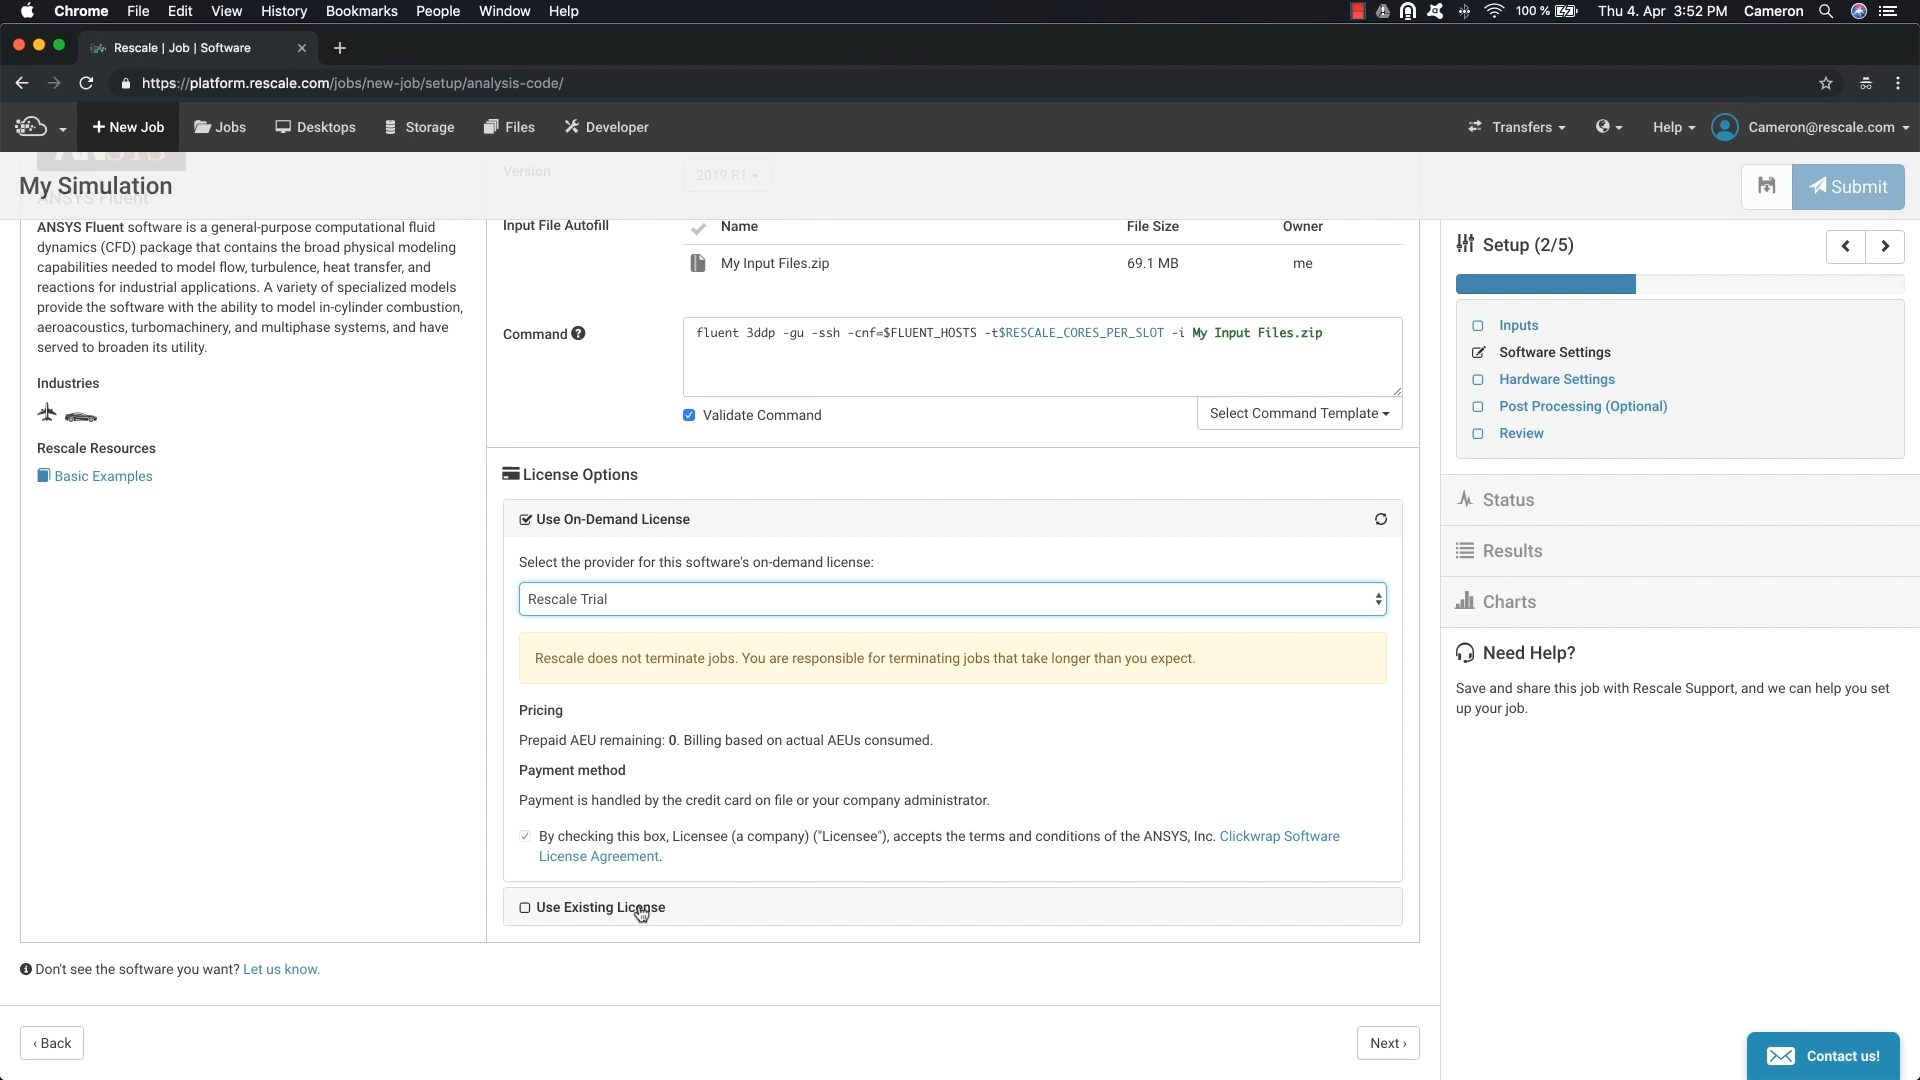 Chrome File Edit View History Bookmarks People Window Help 100 % Thu 4. Apr 3:52 PM Cameron
Rescale | Job | Software
https://platform.rescale.com/jobs/new-job/setup/analysis-code/
+ New Job Jobs Desktops Storage Files Developer Transfers Help Cameron@rescale.com
ANSYS
My Simulation
ANSYS Fluent
Version 2019 R1
Submit
ANSYS Fluent software is a general-purpose computational fluid
dynamics (CFD) package that contains the broad physical modeling
capabilities needed to model flow, turbulence, heat transfer, and
reactions for industrial applications. A variety of specialized models
provide the software with the ability to model in-cylinder combustion,
aeroacoustics, turbomachinery, and multiphase systems, and have
served to broaden its utility.
Industries
Rescale Resources
Basic Examples
Input File Autofill
Name File Size Owner
My Input Files.zip 69.1 MB me
Command
fluent 3ddp -gu -ssh -cnf=$FLUENT_HOSTS -t$RESCALE_CORES_PER_SLOT -i My Input Files.zip
Validate Command
Select Command Template
License Options
Use On-Demand License
Select the provider for this software's on-demand license:
Rescale Trial
Rescale does not terminate jobs. You are responsible for terminating jobs that take longer than you expect.
Pricing
Prepaid AEU remaining: 0. Billing based on actual AEUs consumed.
Payment method
Payment is handled by the credit card on file or your company administrator.
By checking this box, Licensee (a company) ("Licensee"), accepts the terms and conditions of the ANSYS, Inc. Clickwrap Software
License Agreement.
Use Existing License
Don't see the software you want? Let us know.
‹ Back
Next ›
Setup (2/5)
Inputs
Software Settings
Hardware Settings
Post Processing (Optional)
Review
Status
Results
Charts
Need Help?
Save and share this job with Rescale Support, and we can help you set
up your job.
Contact us!